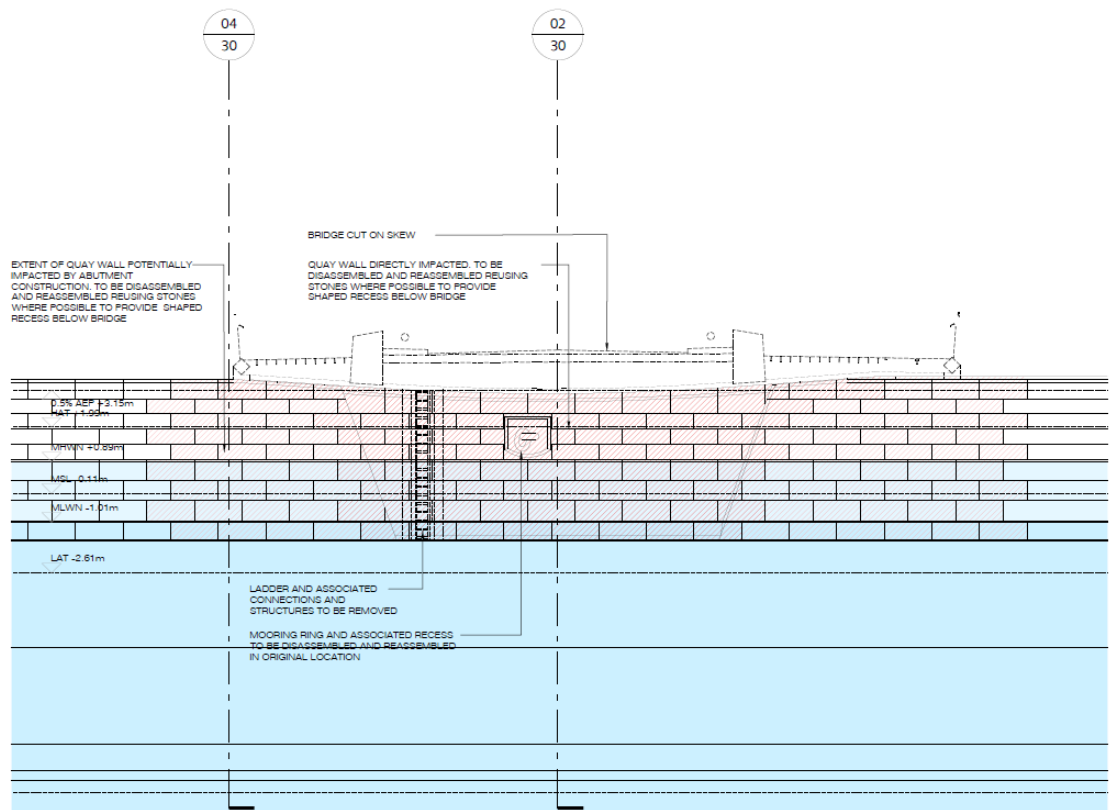 04
30
02
30
BRIDGE CUT ON SKEW
EXTENT OF QUAY WALL POTENTIALLY
IMPACTED BY ABUTMENT
CONSTRUCTION. TO BE DISASSEMBLED
AND REASSEMBLED REUSING STONES
WHERE POSSIBLE TO PROVIDE SHAPED
RECESS BELOW BRIDGE
QUAY WALL DIRECTLY IMPACTED. TO BE
DISASSEMBLED AND REASSEMBLED REUSING
STONES WHERE POSSIBLE TO PROVIDE
SHAPED RECESS BELOW BRIDGE
0.5% AEP +3.15m
HAT +1.99m
MHWN +0.89m
MSL -0.11m
MLWN -1.01m
LAT -2.61m
LADDER AND ASSOCIATED
CONNECTIONS AND
STRUCTURES TO BE REMOVED
MOORING RING AND ASSOCIATED RECESS
TO BE DISASSEMBLED AND REASSEMBLED
IN ORIGINAL LOCATION